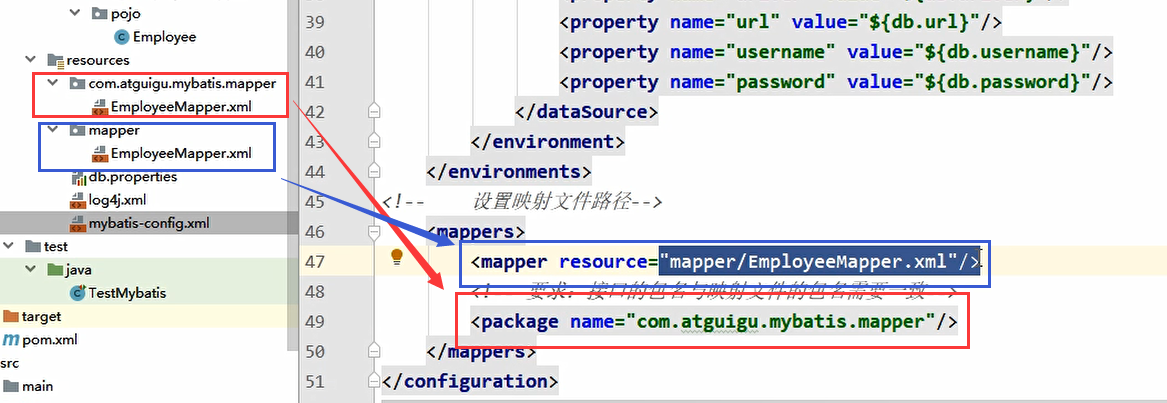 pojo
Employee
resources
com.atguigu.mybatis.mapper
EmployeeMapper.xml
mapper
EmployeeMapper.xml
db.properties
log4j.xml
mybatis-config.xml
test
java
TestMybatis
target
pom.xml
src
main
39 <property name="url" value="${db.url}"/>
40 <property name="username" value="${db.username}"/>
41 <property name="password" value="${db.password}"/>
42 </dataSource>
43 </environment>
44 </environments>
45 <!-- 设置映射文件路径-->
46 <mappers>
47 <mapper resource="mapper/EmployeeMapper.xml"/>
48 要求：接口的包名与映射文件的包名需要一致
49 <package name="com.atguigu.mybatis.mapper"/>
50 </mappers>
51 </configuration>